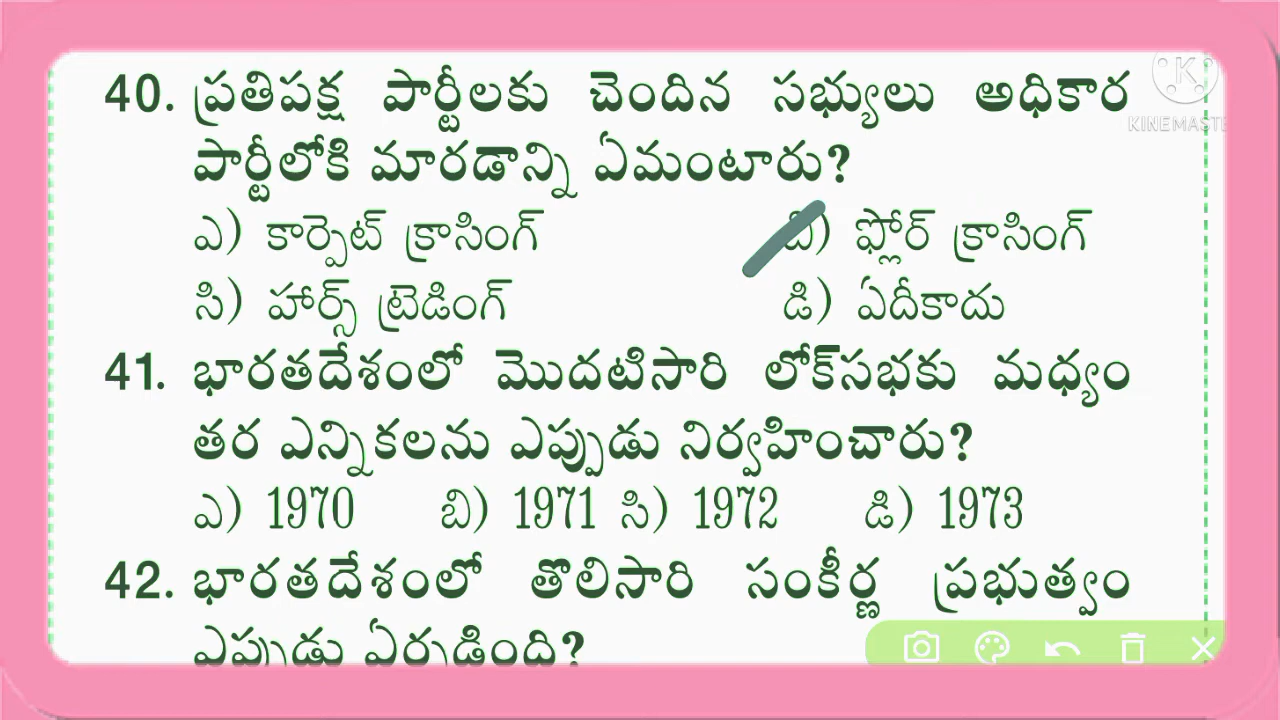 40. ప్రతిపక్ష పార్టీలకు చెందిన సభ్యులు అధికార
పార్టీలోకి మారడాన్ని ఏమంటారు?
ఎ) కార్పెట్ క్రాసింగ్ బి) ఫ్లోర్ క్రాసింగ్
సి) హార్స్ ట్రెడింగ్ డి) ఏదీకాదు
41. భారతదేశంలో మొదటిసారి లోక్‌సభకు మధ్యం
తర ఎన్నికలను ఎప్పుడు నిర్వహించారు?
ఎ) 1970 బి) 1971 సి) 1972 డి) 1973
42. భారతదేశంలో తొలిసారి సంకీర్ణ ప్రభుత్వం
ఎప్పుడు ఏర్పడింది?
K
KINEMASTE